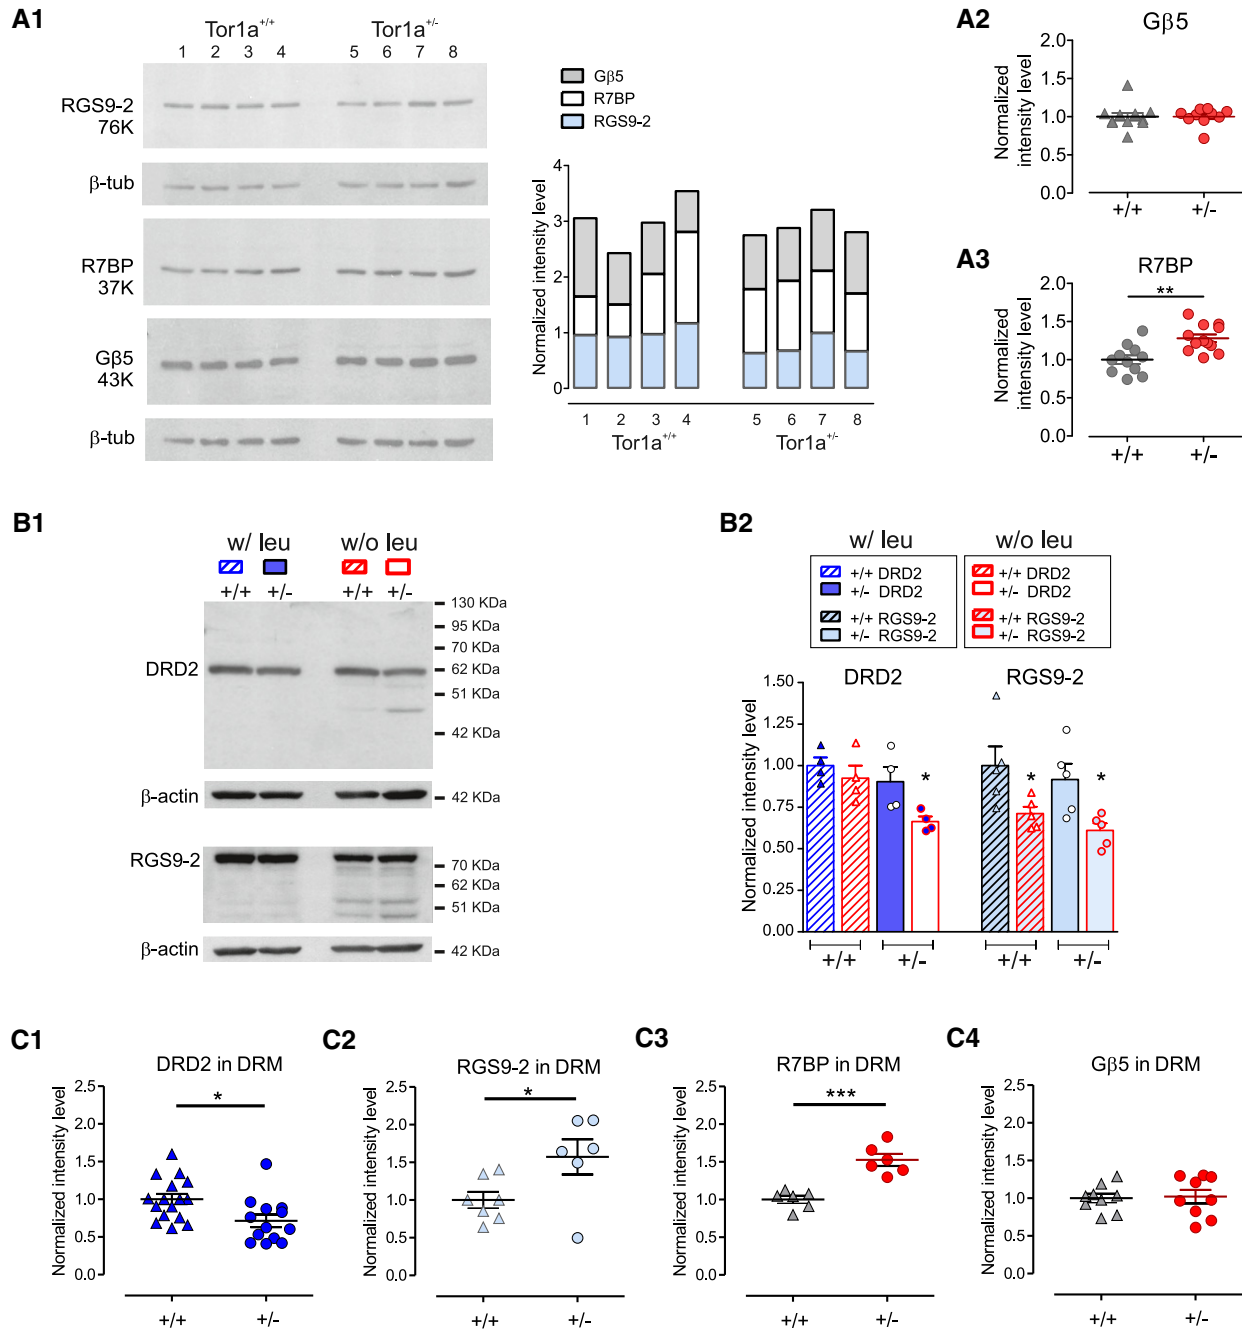 A1
Tor1a+/+ Tor1a+/-
1 2 3 4 5 6 7 8
RGS9-2
76K
β-tub
R7BP
37K
Gβ5
43K
β-tub
Gβ5
R7BP
RGS9-2
Normalized intensity level
4
3
2
1
0
1 2 3 4 5 6 7 8
Tor1a+/+ Tor1a+/-
A2
Gβ5
Normalized
intensity level
2.0
1.5
1.0
0.5
0.0
+/+ +/-
A3
R7BP
**
Normalized
intensity level
2.0
1.5
1.0
0.5
0.0
+/+ +/-
B1
w/ leu w/o leu
+/+ +/- +/+ +/-
DRD2
130 KDa
95 KDa
70 KDa
62 KDa
51 KDa
42 KDa
β-actin
42 KDa
RGS9-2
70 KDa
62 KDa
51 KDa
β-actin
42 KDa
B2
w/ leu w/o leu
+/+ DRD2 +/+ DRD2
+/- DRD2 +/- DRD2
+/+ RGS9-2 +/+ RGS9-2
+/- RGS9-2 +/- RGS9-2
DRD2 RGS9-2
Normalized intensity level
1.50
1.25
1.00
0.75
0.50
0.25
0.00
* * *
+/+ +/- +/+ +/-
C1
DRD2 in DRM
*
Normalized intensity level
2.5
2.0
1.5
1.0
0.5
0.0
+/+ +/-
C2
RGS9-2 in DRM
*
Normalized intensity level
2.5
2.0
1.5
1.0
0.5
0.0
+/+ +/-
C3
R7BP in DRM
***
Normalized intensity level
2.5
2.0
1.5
1.0
0.5
0.0
+/+ +/-
C4
Gβ5 in DRM
Normalized intensity level
2.5
2.0
1.5
1.0
0.5
0.0
+/+ +/-